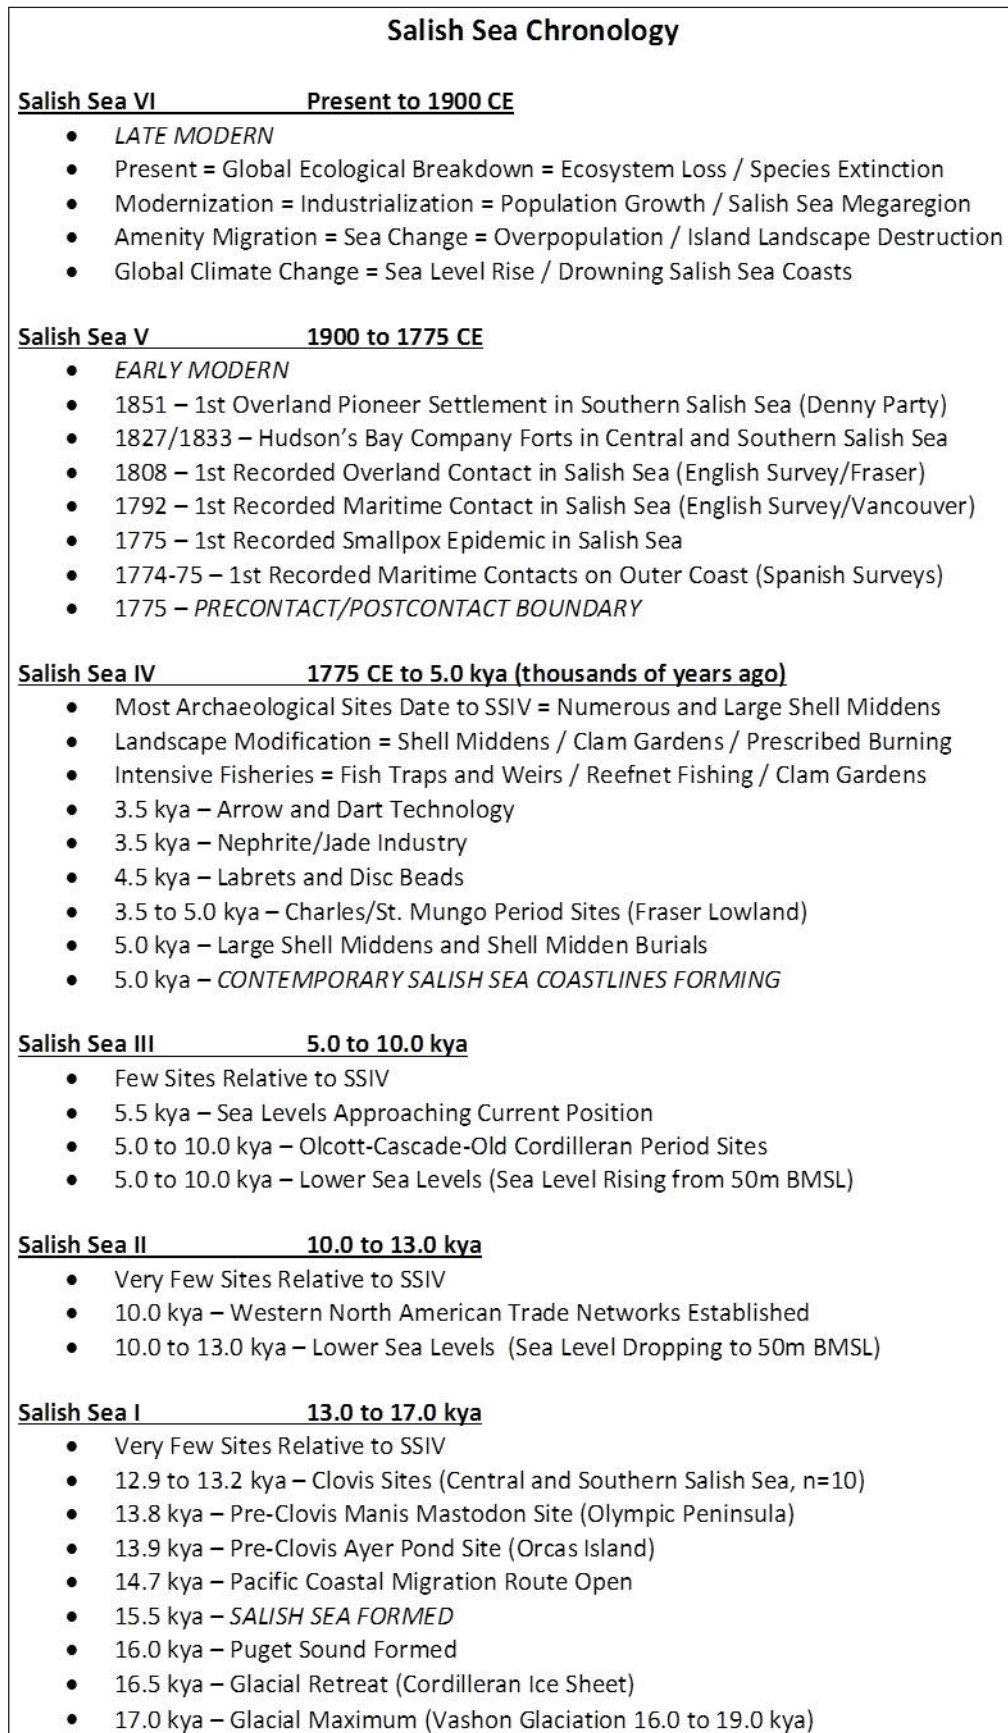 Salish Sea Chronology
Salish Sea VI Present to 1900 CE
• LATE MODERN
• Present = Global Ecological Breakdown = Ecosystem Loss / Species Extinction
• Modernization = Industrialization = Population Growth / Salish Sea Megaregion
• Amenity Migration = Sea Change = Overpopulation / Island Landscape Destruction
• Global Climate Change = Sea Level Rise / Drowning Salish Sea Coasts
Salish Sea V 1900 to 1775 CE
• EARLY MODERN
• 1851 – 1st Overland Pioneer Settlement in Southern Salish Sea (Denny Party)
• 1827/1833 – Hudson's Bay Company Forts in Central and Southern Salish Sea
• 1808 – 1st Recorded Overland Contact in Salish Sea (English Survey/Fraser)
• 1792 – 1st Recorded Maritime Contact in Salish Sea (English Survey/Vancouver)
• 1775 – 1st Recorded Smallpox Epidemic in Salish Sea
• 1774-75 – 1st Recorded Maritime Contacts on Outer Coast (Spanish Surveys)
• 1775 – PRECONTACT/POSTCONTACT BOUNDARY
Salish Sea IV 1775 CE to 5.0 kya (thousands of years ago)
• Most Archaeological Sites Date to SSIV = Numerous and Large Shell Middens
• Landscape Modification = Shell Middens / Clam Gardens / Prescribed Burning
• Intensive Fisheries = Fish Traps and Weirs / Reefnet Fishing / Clam Gardens
• 3.5 kya – Arrow and Dart Technology
• 3.5 kya – Nephrite/Jade Industry
• 4.5 kya – Labrets and Disc Beads
• 3.5 to 5.0 kya – Charles/St. Mungo Period Sites (Fraser Lowland)
• 5.0 kya – Large Shell Middens and Shell Midden Burials
• 5.0 kya – CONTEMPORARY SALISH SEA COASTLINES FORMING
Salish Sea III 5.0 to 10.0 kya
• Few Sites Relative to SSIV
• 5.5 kya – Sea Levels Approaching Current Position
• 5.0 to 10.0 kya – Olcott-Cascade-Old Cordilleran Period Sites
• 5.0 to 10.0 kya – Lower Sea Levels (Sea Level Rising from 50m BMSL)
Salish Sea II 10.0 to 13.0 kya
• Very Few Sites Relative to SSIV
• 10.0 kya – Western North American Trade Networks Established
• 10.0 to 13.0 kya – Lower Sea Levels (Sea Level Dropping to 50m BMSL)
Salish Sea I 13.0 to 17.0 kya
• Very Few Sites Relative to SSIV
• 12.9 to 13.2 kya – Clovis Sites (Central and Southern Salish Sea, n=10)
• 13.8 kya – Pre-Clovis Manis Mastodon Site (Olympic Peninsula)
• 13.9 kya – Pre-Clovis Ayer Pond Site (Orcas Island)
• 14.7 kya – Pacific Coastal Migration Route Open
• 15.5 kya – SALISH SEA FORMED
• 16.0 kya – Puget Sound Formed
• 16.5 kya – Glacial Retreat (Cordilleran Ice Sheet)
• 17.0 kya – Glacial Maximum (Vashon Glaciation 16.0 to 19.0 kya)